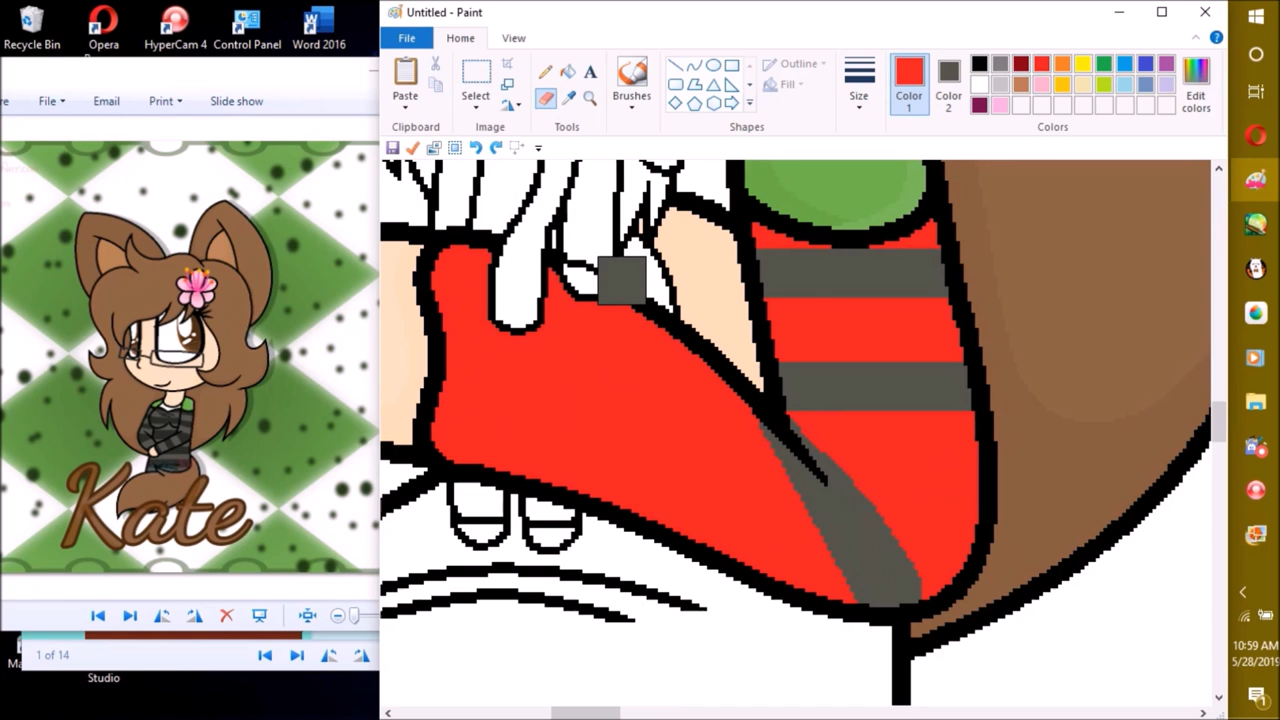 Untitled - Paint
Recycle Bin
Opera
HyperCam 4
Control Panel
Word 2016
File
Home
View
File
Email
Print
Slide show
Paste
Select
Brushes
Outline
Fill
Size
Color 1
Color 2
Edit colors
Clipboard
Image
Tools
Shapes
Colors
Kate
1 of 14
Studio
10:59 AM
5/28/2019
1